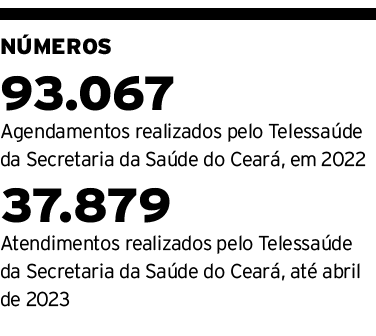 NÚMEROS
93.067
Agendamentos realizados pelo Telessaúde
da Secretaria da Saúde do Ceará, em 2022
37.879
Atendimentos realizados pelo Telessaúde
da Secretaria da Saúde do Ceará, até abril
de 2023